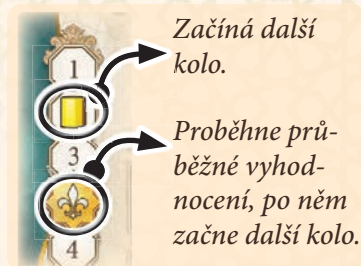 1
Začíná další
kolo.
3
Proběhne prů-
běžné vyhod-
nocení, po něm
začne další kolo.
4